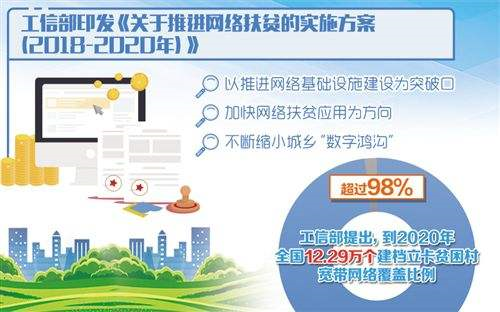 工信部印发《关于推进网络扶贫的实施方案
(2018-2020年)》
以推进网络基础设施建设为突破口
加快网络扶贫应用为方向
不断缩小城乡“数字鸿沟”
超过98%
工信部提出，到2020年
全国12.29万个建档立卡贫困村
宽带网络覆盖比例